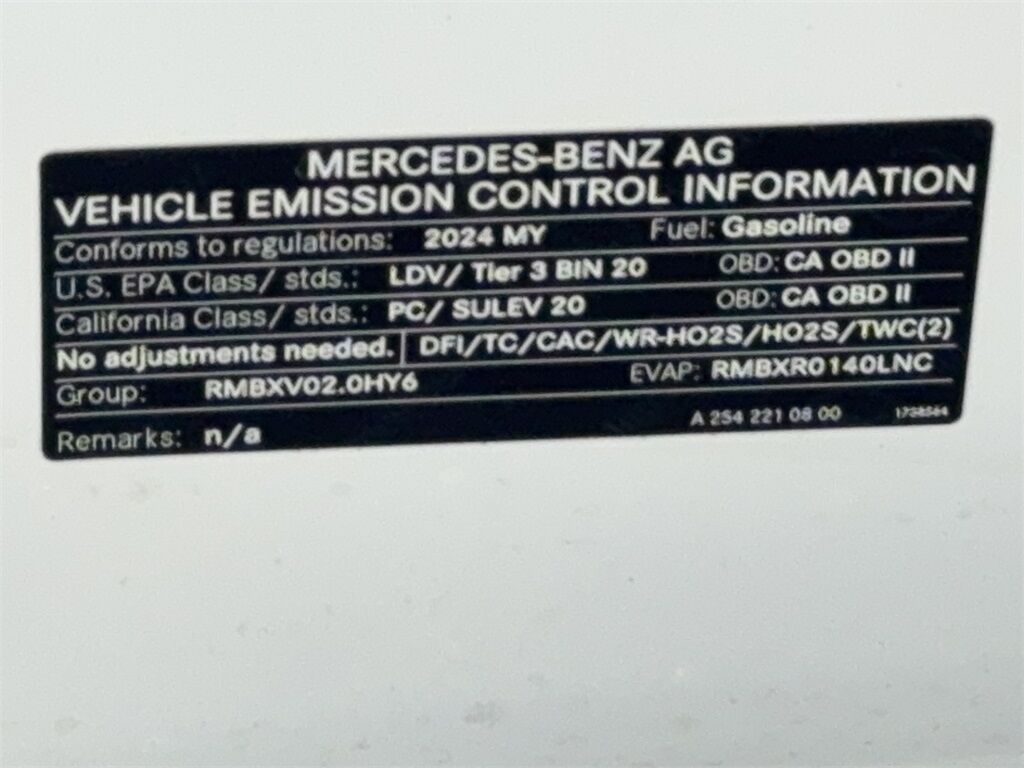 MERCEDES-BENZ AG
VEHICLE EMISSION CONTROL INFORMATION
Conforms to regulations: 2024 MY Fuel: Gasoline
U.S. EPA Class/ stds.: LDV/ Tier 3 BIN 20 OBD: CA OBD II
California Class/ stds.: PC/ SULEV 20 OBD: CA OBD II
No adjustments needed. DFI/TC/CAC/WR-HO2S/HO2S/TWC(2)
Group: RMBXV02.0HY6 EVAP: RMBXR0140LNC
Remarks: n/a A 254 221 08 00